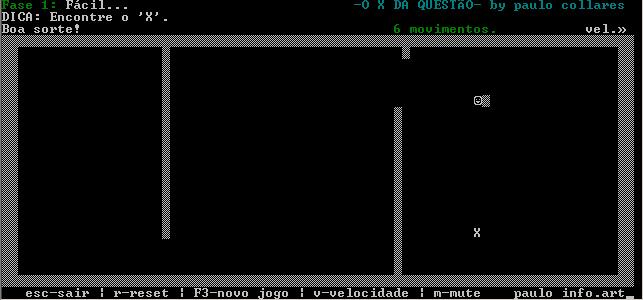 Fase 1: Fácil... -O X DA QUESTãO- by paulo collares
DICA: Encontre o 'X'.
Boa sorte! 6 movimentos. vel.»
X
esc-sair | r-reset | F3-novo jogo | v-velocidade | m-mute paulo info.art_